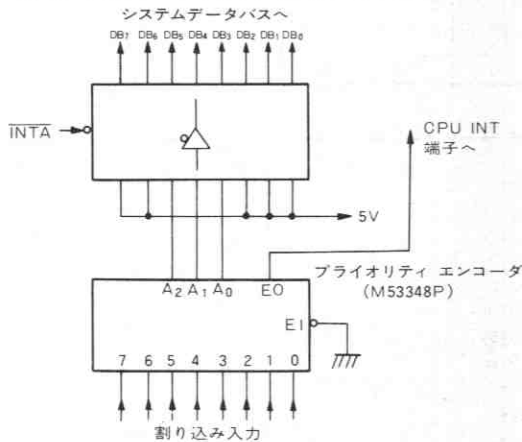 システムデータバスへ
DB₇ DB₆ DB₅ DB₄ DB₃ DB₂ DB₁ DB₀
INTA
CPU INT
端子へ
5V
プライオリティ エンコーダ
(M53348P)
A₂ A₁ A₀ EO
EI
7 6 5 4 3 2 1 0
割り込み入力